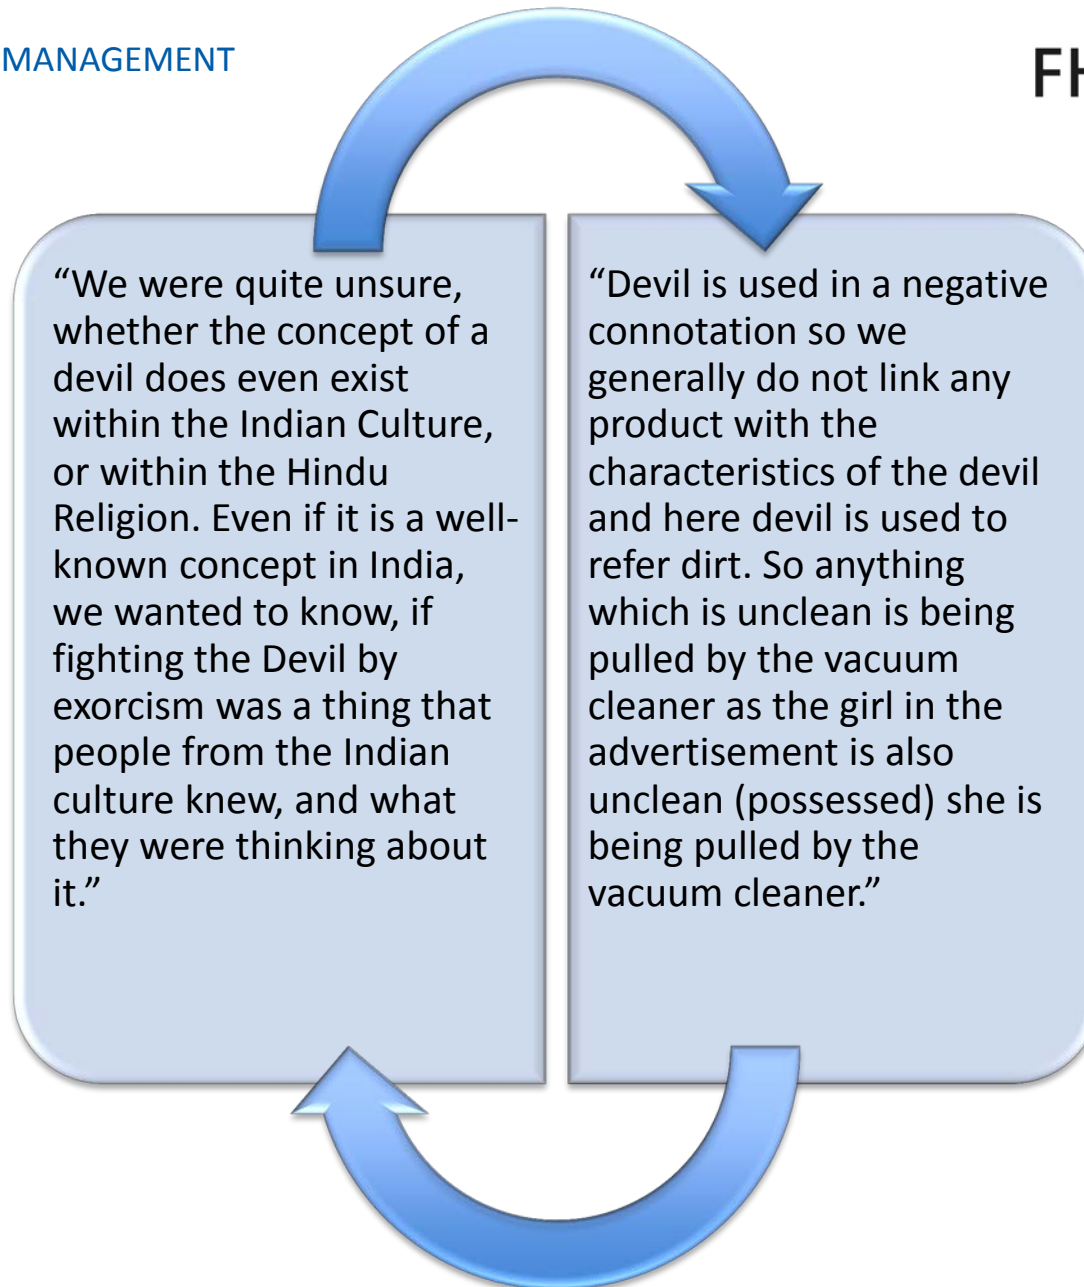 MANAGEMENT
FH
“We were quite unsure,
whether the concept of a
devil does even exist
within the Indian Culture,
or within the Hindu
Religion. Even if it is a well-
known concept in India,
we wanted to know, if
fighting the Devil by
exorcism was a thing that
people from the Indian
culture knew, and what
they were thinking about
it.”
“Devil is used in a negative
connotation so we
generally do not link any
product with the
characteristics of the devil
and here devil is used to
refer dirt. So anything
which is unclean is being
pulled by the vacuum
cleaner as the girl in the
advertisement is also
unclean (possessed) she is
being pulled by the
vacuum cleaner.”